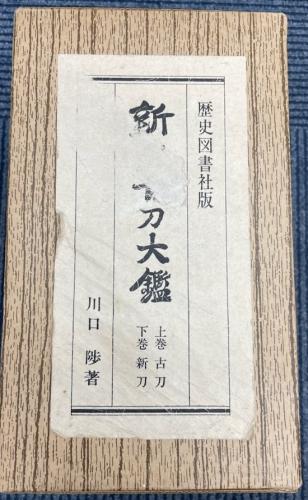 歴史図書社版
新 刀大鑑
上巻 古刀
下巻 新刀
川口 陟著